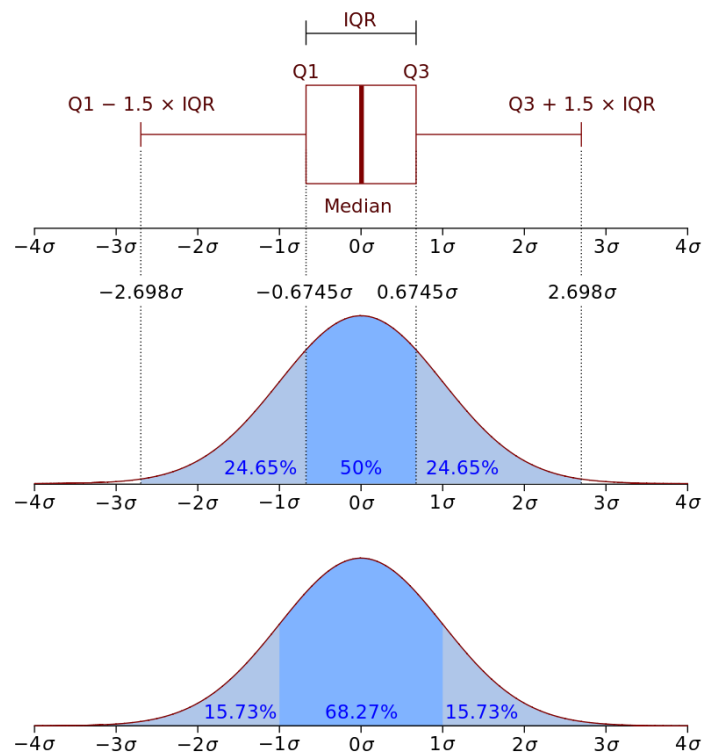 IQR
Q1 Q3
Q1 − 1.5 × IQR Q3 + 1.5 × IQR
Median
−4σ −3σ −2σ −1σ 0σ 1σ 2σ 3σ 4σ
−2.698σ −0.6745σ 0.6745σ 2.698σ
24.65% 50% 24.65%
−4σ −3σ −2σ −1σ 0σ 1σ 2σ 3σ 4σ
15.73% 68.27% 15.73%
−4σ −3σ −2σ −1σ 0σ 1σ 2σ 3σ 4σ